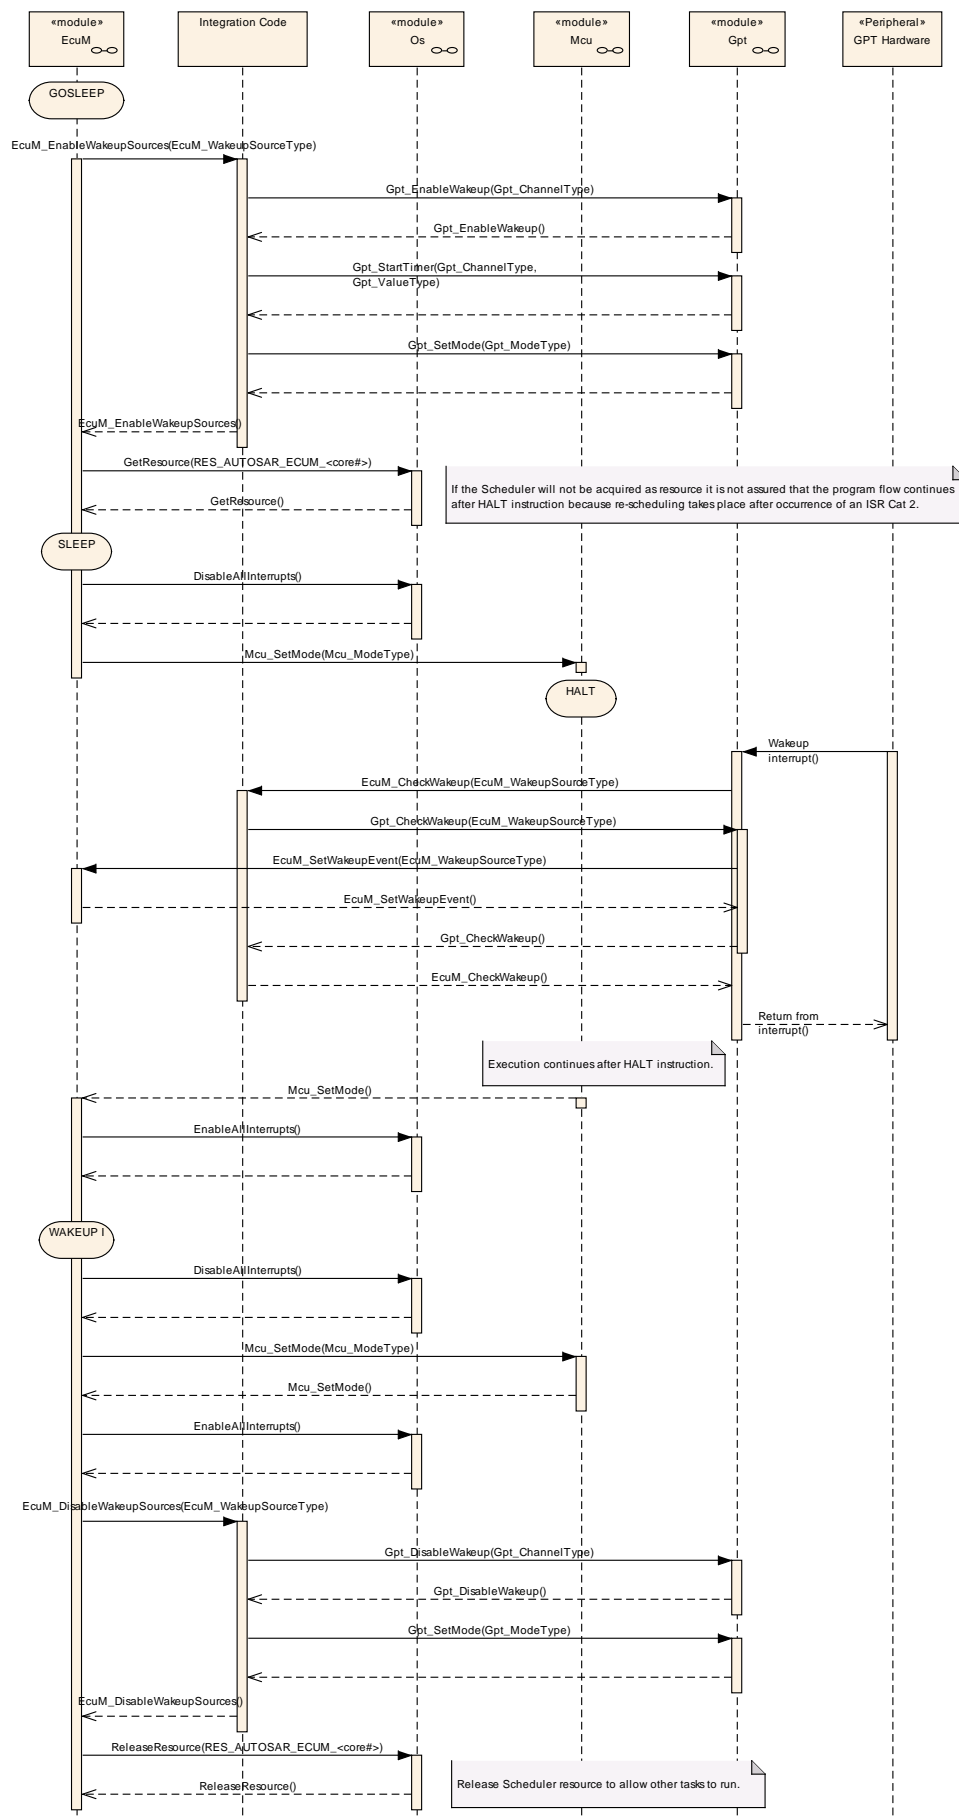 «module»
EcuM
Integration Code
«module»
Os
«module»
Mcu
«module»
Gpt
«Peripheral»
GPT Hardware
GOSLEEP
EcuM_EnableWakeupSources(EcuM_WakeupSourceType)
Gpt_EnableWakeup(Gpt_ChannelType)
Gpt_EnableWakeup()
Gpt_StartTimer(Gpt_ChannelType,
Gpt_ValueType)
Gpt_SetMode(Gpt_ModeType)
EcuM_EnableWakeupSources()
GetResource(RES_AUTOSAR_ECUM_<core#>)
GetResource()
If the Scheduler will not be acquired as resource it is not assured that the program flow continues
after HALT instruction because re-scheduling takes place after occurrence of an ISR Cat 2.
SLEEP
DisableAllInterrupts()
Mcu_SetMode(Mcu_ModeType)
HALT
Wakeup
interrupt()
EcuM_CheckWakeup(EcuM_WakeupSourceType)
Gpt_CheckWakeup(EcuM_WakeupSourceType)
EcuM_SetWakeupEvent(EcuM_WakeupSourceType)
EcuM_SetWakeupEvent()
Gpt_CheckWakeup()
EcuM_CheckWakeup()
Return from
interrupt()
Execution continues after HALT instruction.
Mcu_SetMode()
EnableAllInterrupts()
WAKEUP I
DisableAllInterrupts()
Mcu_SetMode(Mcu_ModeType)
Mcu_SetMode()
EnableAllInterrupts()
EcuM_DisableWakeupSources(EcuM_WakeupSourceType)
Gpt_DisableWakeup(Gpt_ChannelType)
Gpt_DisableWakeup()
Gpt_SetMode(Gpt_ModeType)
EcuM_DisableWakeupSources()
ReleaseResource(RES_AUTOSAR_ECUM_<core#>)
ReleaseResource()
Release Scheduler resource to allow other tasks to run.